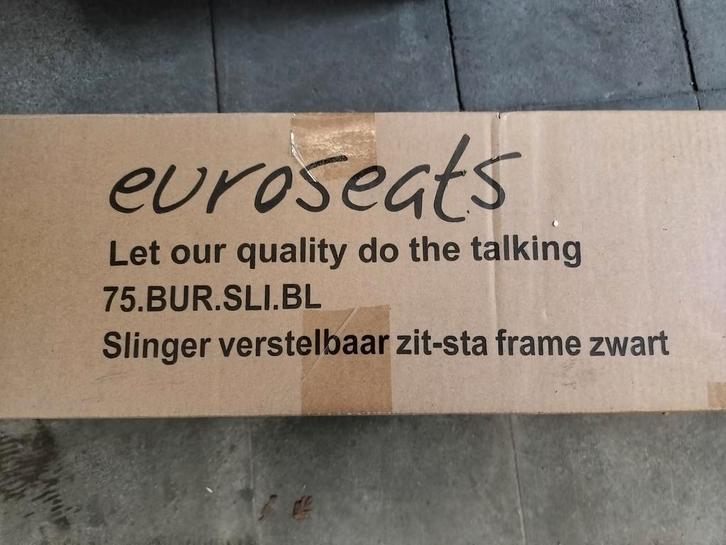 euroseats
Let our quality do the talking
75.BUR.SLI.BL
Slinger verstelbaar zit-sta frame zwart